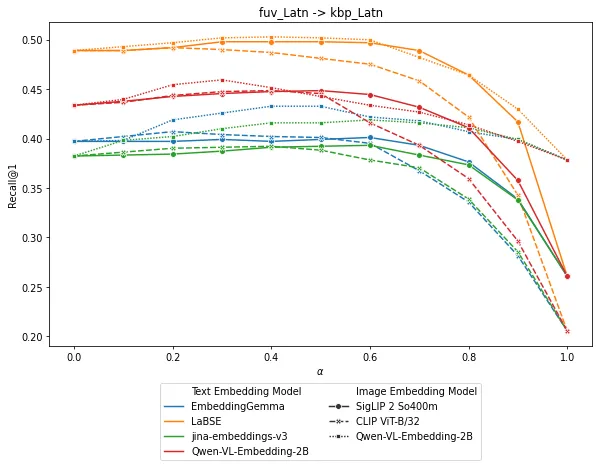 fuv_Latn -> kbp_Latn
Recall@1
0.50
0.45
0.40
0.35
0.30
0.25
0.20
0.0 0.2 0.4 0.6 0.8 1.0
α
Text Embedding Model Image Embedding Model
EmbeddingGemma SigLIP 2 So400m
LaBSE CLIP ViT-B/32
jina-embeddings-v3 Qwen-VL-Embedding-2B
Qwen-VL-Embedding-2B